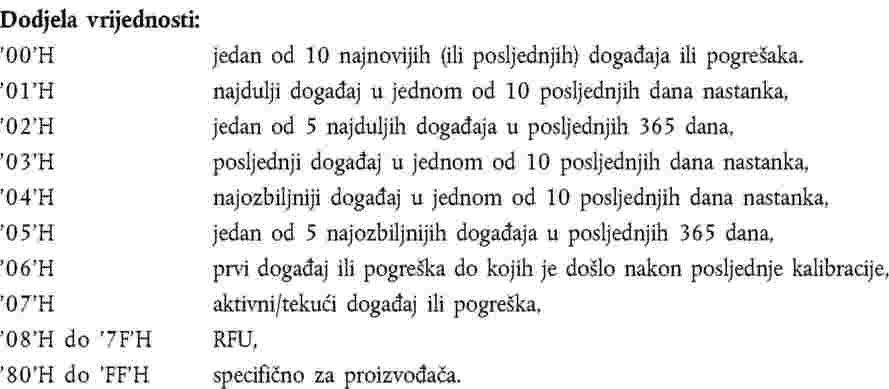 Dodjela vrijednosti:
'00'H jedan od 10 najnovijih (ili posljednjih) događaja ili pogrešaka.
'01'H najdulji događaj u jednom od 10 posljednjih dana nastanka,
'02'H jedan od 5 najduljih događaja u posljednjih 365 dana,
'03'H posljednji događaj u jednom od 10 posljednjih dana nastanka,
'04'H najozbiljniji događaj u jednom od 10 posljednjih dana nastanka,
'05'H jedan od 5 najozbiljnijih događaja u posljednjih 365 dana,
'06'H prvi događaj ili pogreška do kojih je došlo nakon posljednje kalibracije,
'07'H aktivni/tekući događaj ili pogreška,
'08'H do '7F'H RFU,
'80'H do 'FF'H specifično za proizvođača.